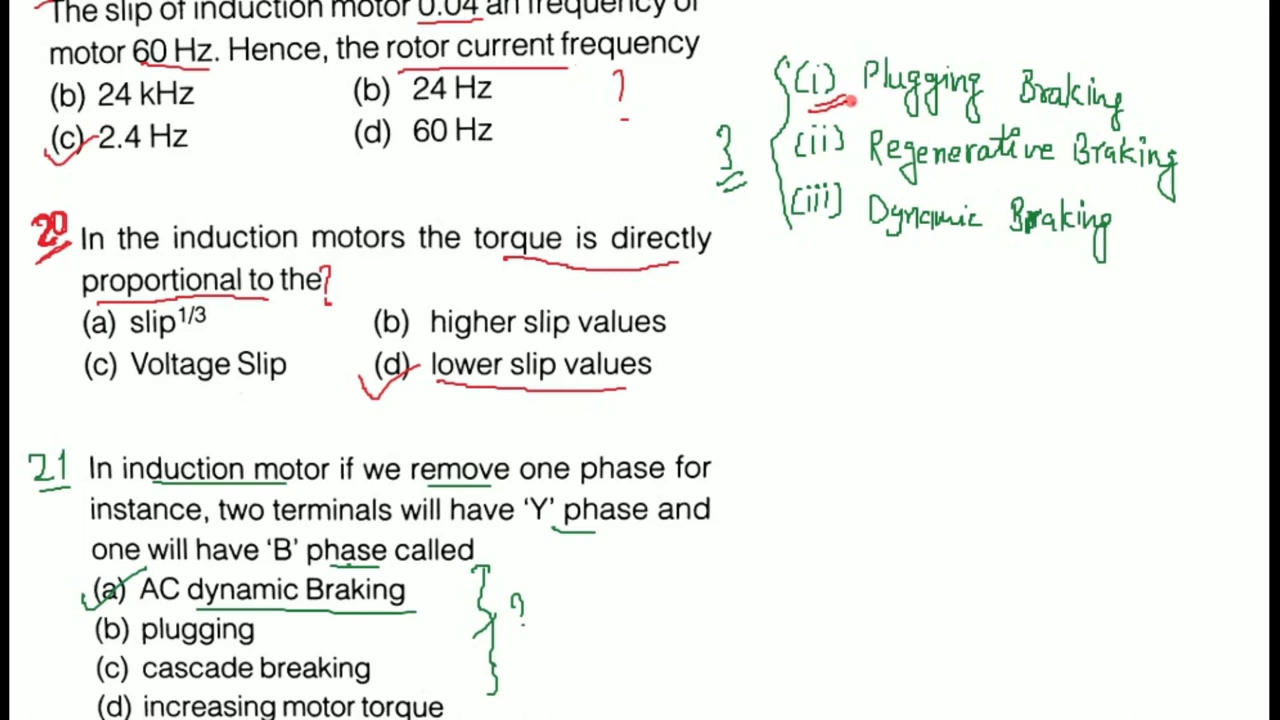 The slip of induction motor 0.04 an frequency of
motor 60 Hz. Hence, the rotor current frequency
?
(b) 24 kHz (b) 24 Hz
(c) 2.4 Hz (d) 60 Hz
20 In the induction motors the torque is directly
proportional to the?
(a) slip^1/3 (b) higher slip values
(c) Voltage Slip (d) lower slip values
21 In induction motor if we remove one phase for
instance, two terminals will have ‘Y’ phase and
one will have ‘B’ phase called
(a) AC dynamic Braking
(b) plugging
(c) cascade breaking
(d) increasing motor torque
?
3
(i) Plugging Braking
(ii) Regenerative Braking
(iii) Dynamic Braking